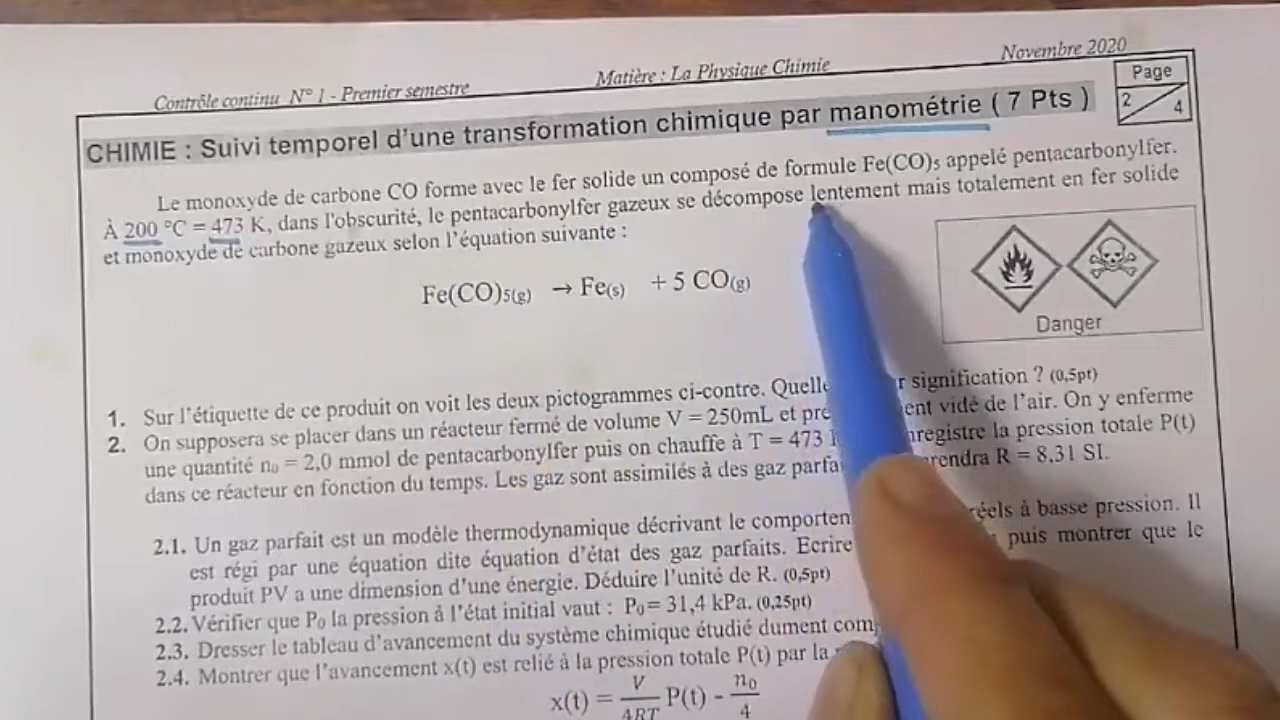 Contrôle continu N° 1 - Premier semestre Matière : La Physique Chimie Novembre 2020
Page
2 4
CHIMIE : Suivi temporel d'une transformation chimique par manométrie ( 7 Pts )
Le monoxyde de carbone CO forme avec le fer solide un composé de formule Fe(CO)₅ appelé pentacarbonylfer.
À 200 °C = 473 K, dans l'obscurité, le pentacarbonylfer gazeux se décompose lentement mais totalement en fer solide
et monoxyde de carbone gazeux selon l'équation suivante :
Fe(CO)5(g) → Fe(s) + 5 CO(g)
Danger
1. Sur l'étiquette de ce produit on voit les deux pictogrammes ci-contre. signification ? (0,5pt)
2. On supposera se placer dans un réacteur fermé de volume V = 250mL et vidé de l'air. On y enferme
une quantité n₀ = 2,0 mmol de pentacarbonylfer puis on chauffe à T = 473 la pression totale P(t)
dans ce réacteur en fonction du temps. Les gaz sont assimilés à des gaz R = 8,31 SI.
2.1. Un gaz parfait est un modèle thermodynamique décrivant le réels à basse pression. Il
est régi par une équation dite équation d'état des gaz parfaits. Ecrire puis montrer que le
produit PV a une dimension d'une énergie. Déduire l'unité de R. (0,5pt)
2.2. Vérifier que P₀ la pression à l'état initial vaut : P₀= 31,4 kPa. (0,25pt)
2.3. Dresser le tableau d'avancement du système chimique étudié dument
2.4. Montrer que l'avancement x(t) est relié à la pression totale P(t) par la
x(t) = V/4RT P(t) - n₀/4